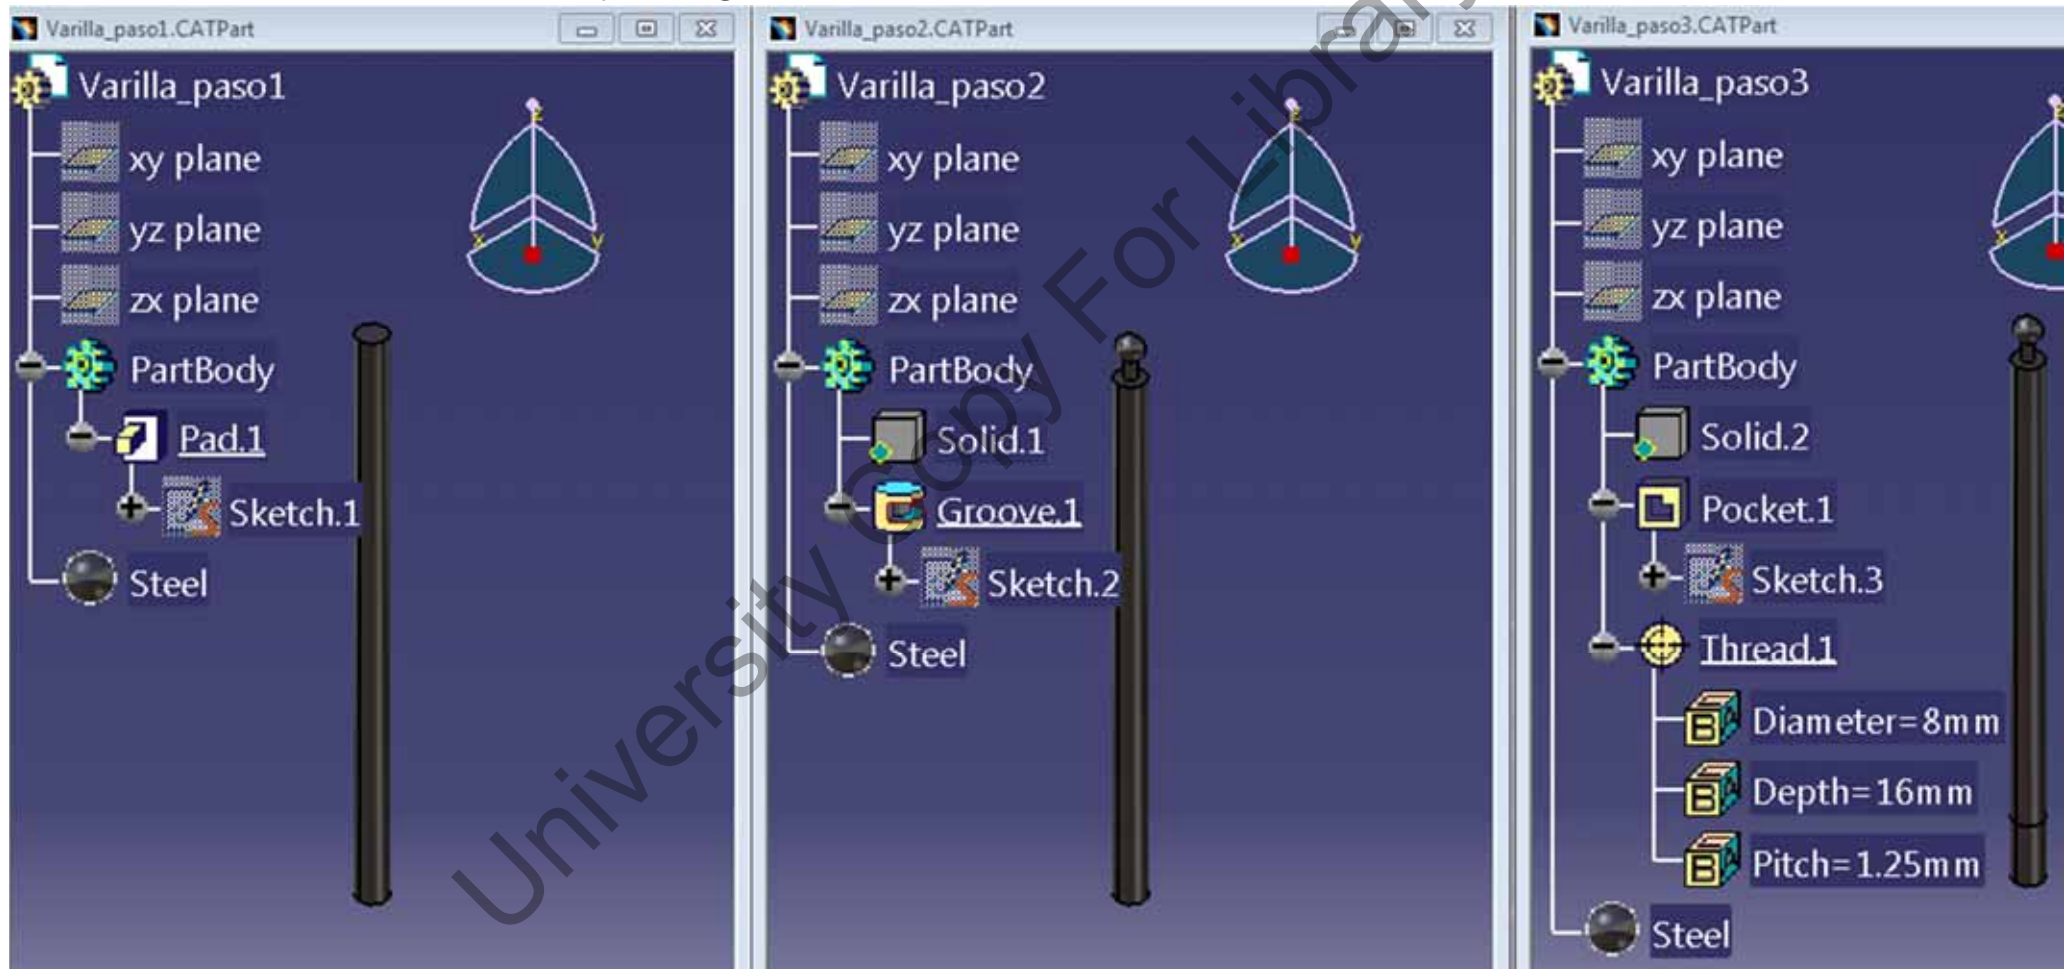 Varilla_paso1.CATPart
Varilla_paso1
xy plane
yz plane
zx plane
PartBody
Pad.1
Sketch.1
Steel
Varilla_paso2.CATPart
Varilla_paso2
xy plane
yz plane
zx plane
PartBody
Solid.1
Groove.1
Sketch.2
Steel
Varilla_paso3.CATPart
Varilla_paso3
xy plane
yz plane
zx plane
PartBody
Solid.2
Pocket.1
Sketch.3
Thread.1
Diameter=8mm
Depth=16mm
Pitch=1.25mm
Steel
z
x
y
z
x
y
z
x
University Copy For Library